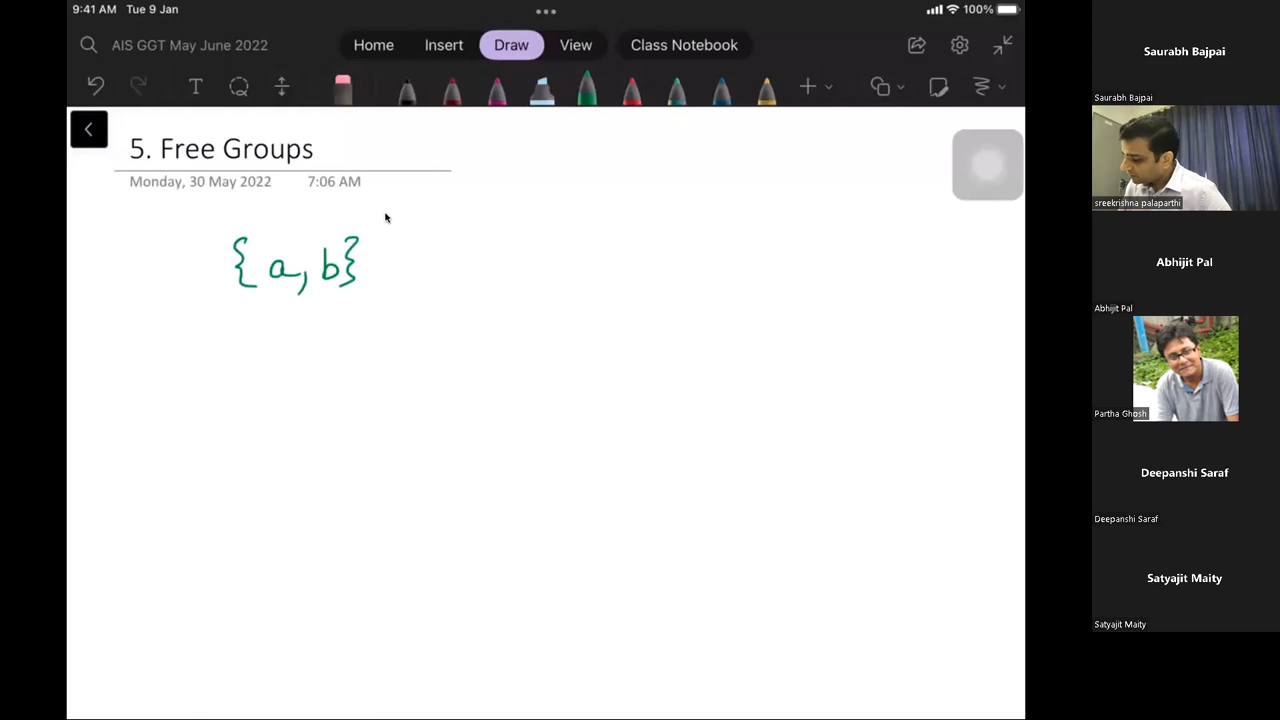 9:41 AM Tue 9 Jan
100%
AIS GGT May June 2022
Home Insert Draw View Class Notebook
T
5. Free Groups
Monday, 30 May 2022 7:06 AM
{ a, b }
Saurabh Bajpai
Saurabh Bajpai
sreekrishna palaparthi
Abhijit Pal
Abhijit Pal
Partha Ghosh
Deepanshi Saraf
Deepanshi Saraf
Satyajit Maity
Satyajit Maity